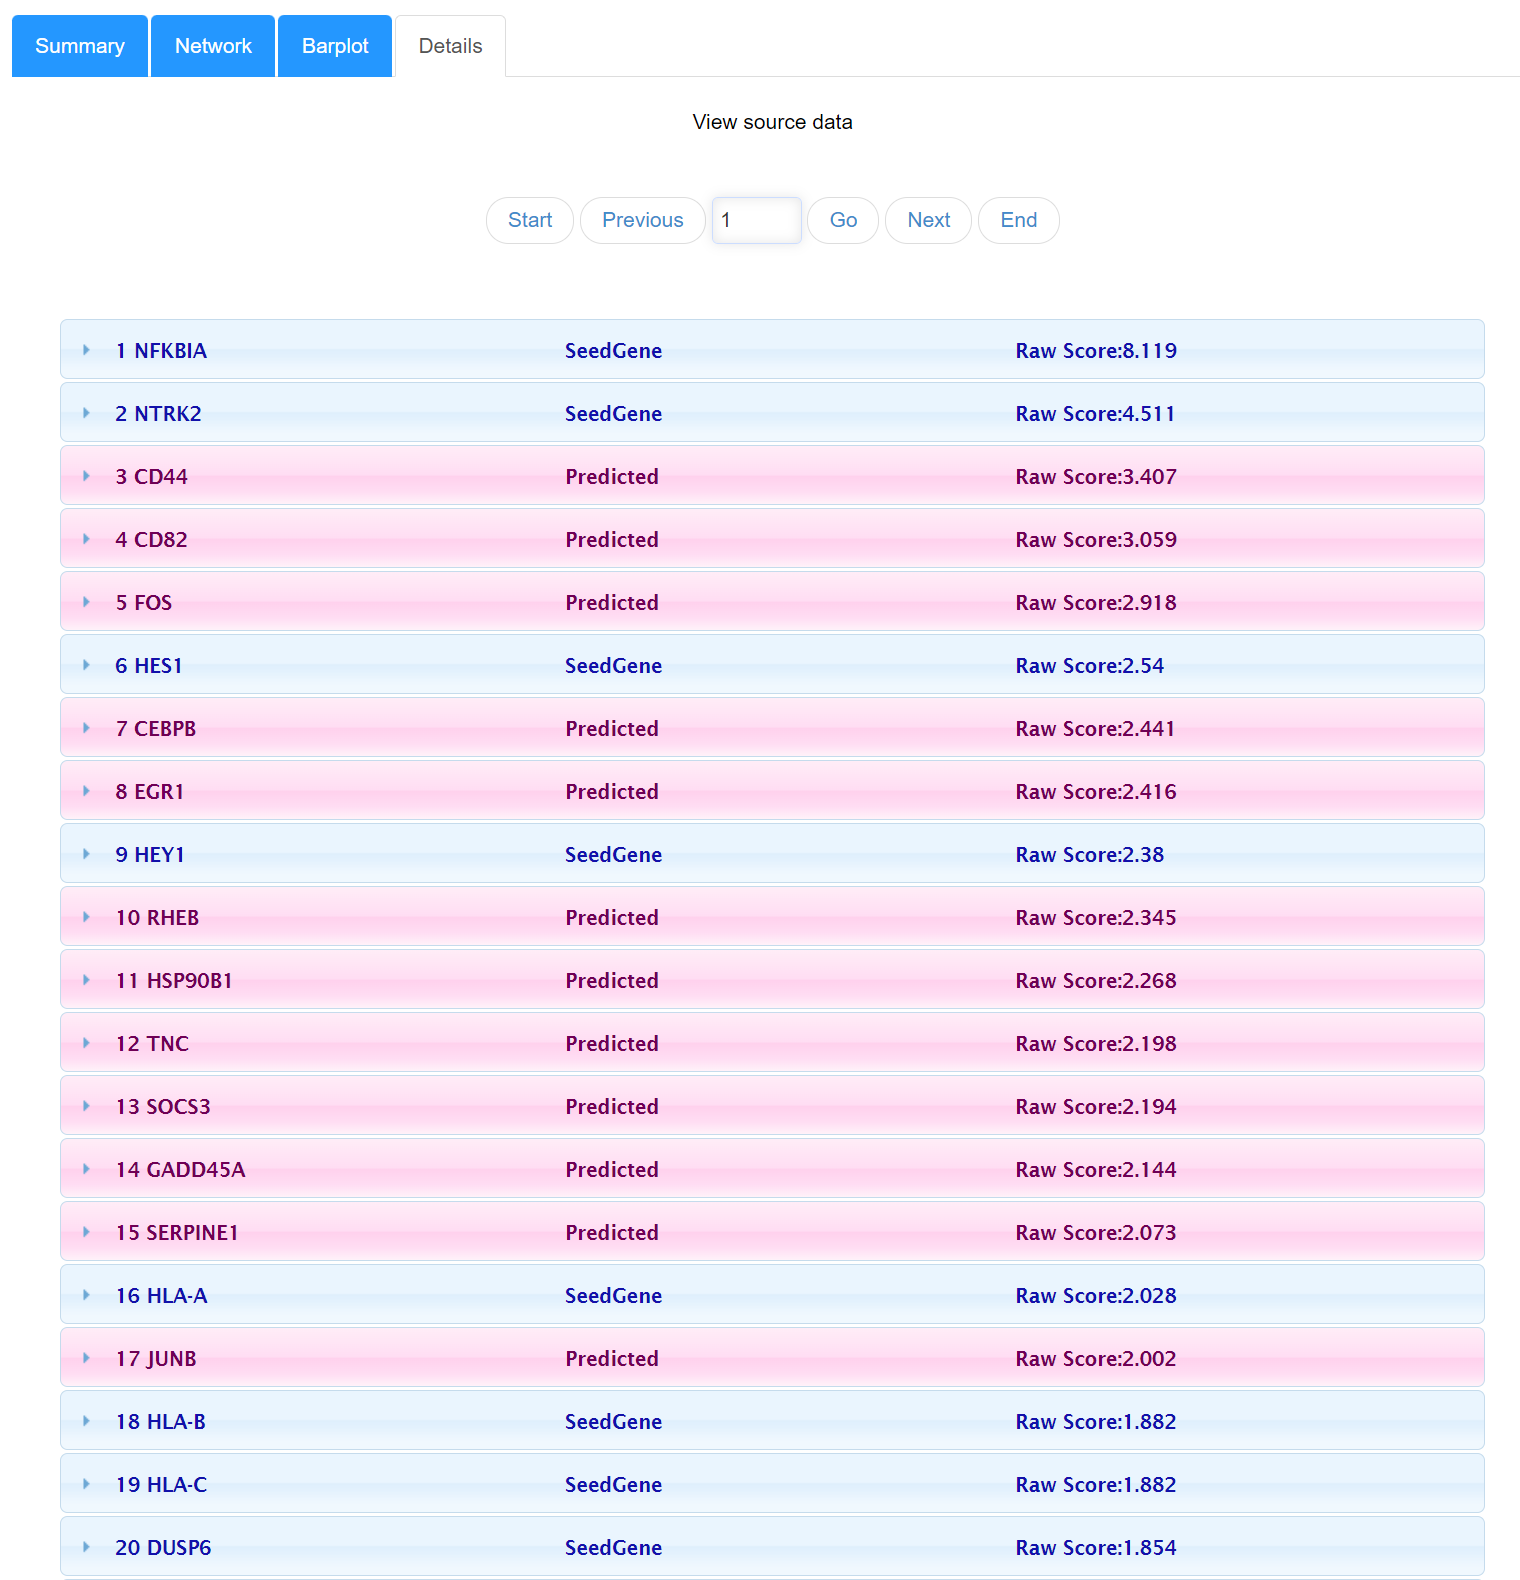 Summary Network Barplot Details
View source data
Start Previous 1 Go Next End
1 NFKBIA SeedGene Raw Score:8.119
2 NTRK2 SeedGene Raw Score:4.511
3 CD44 Predicted Raw Score:3.407
4 CD82 Predicted Raw Score:3.059
5 FOS Predicted Raw Score:2.918
6 HES1 SeedGene Raw Score:2.54
7 CEBPB Predicted Raw Score:2.441
8 EGR1 Predicted Raw Score:2.416
9 HEY1 SeedGene Raw Score:2.38
10 RHEB Predicted Raw Score:2.345
11 HSP90B1 Predicted Raw Score:2.268
12 TNC Predicted Raw Score:2.198
13 SOCS3 Predicted Raw Score:2.194
14 GADD45A Predicted Raw Score:2.144
15 SERPINE1 Predicted Raw Score:2.073
16 HLA-A SeedGene Raw Score:2.028
17 JUNB Predicted Raw Score:2.002
18 HLA-B SeedGene Raw Score:1.882
19 HLA-C SeedGene Raw Score:1.882
20 DUSP6 SeedGene Raw Score:1.854